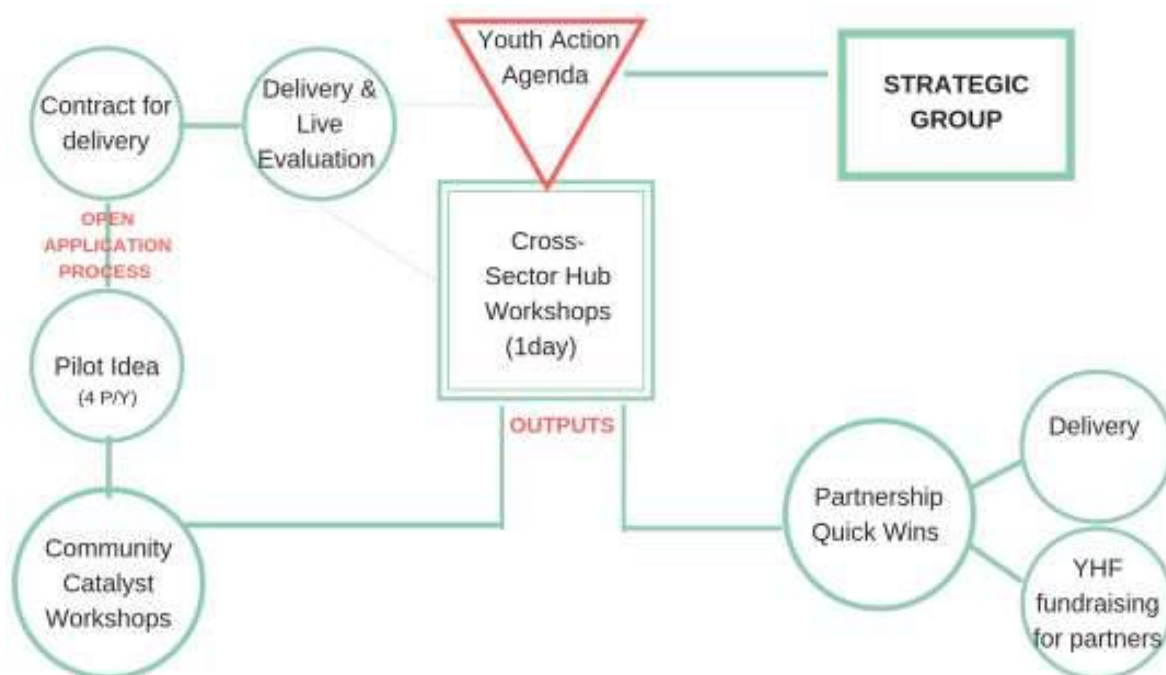 Youth Action
Agenda
STRATEGIC
GROUP
Delivery &
Live
Evaluation
Contract for
delivery
OPEN
APPLICATION
PROCESS
Pilot Idea
(4 P/Y)
Community
Catalyst
Workshops
Cross-
Sector Hub
Workshops
(1day)
OUTPUTS
Partnership
Quick Wins
Delivery
YHF
fundraising
for partners